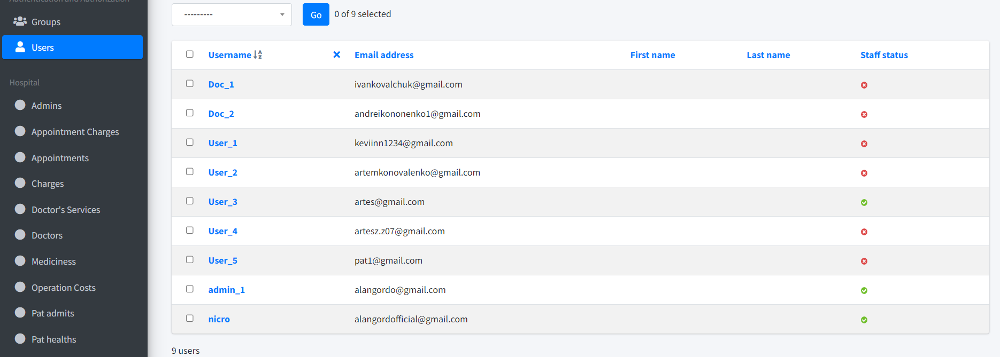 Authentication and Authorization
Groups
Users
Hospital
Admins
Appointment Charges
Appointments
Charges
Doctor's Services
Doctors
Mediciness
Operation Costs
Pat admits
Pat healths
---------
Go
0 of 9 selected
Username Email address First name Last name Staff status
Doc_1 ivankovalchuk@gmail.com
Doc_2 andreikononenko1@gmail.com
User_1 keviinn1234@gmail.com
User_2 artemkonovalenko@gmail.com
User_3 artes@gmail.com
User_4 artesz.z07@gmail.com
User_5 pat1@gmail.com
admin_1 alangordo@gmail.com
nicro alangordofficial@gmail.com
9 users